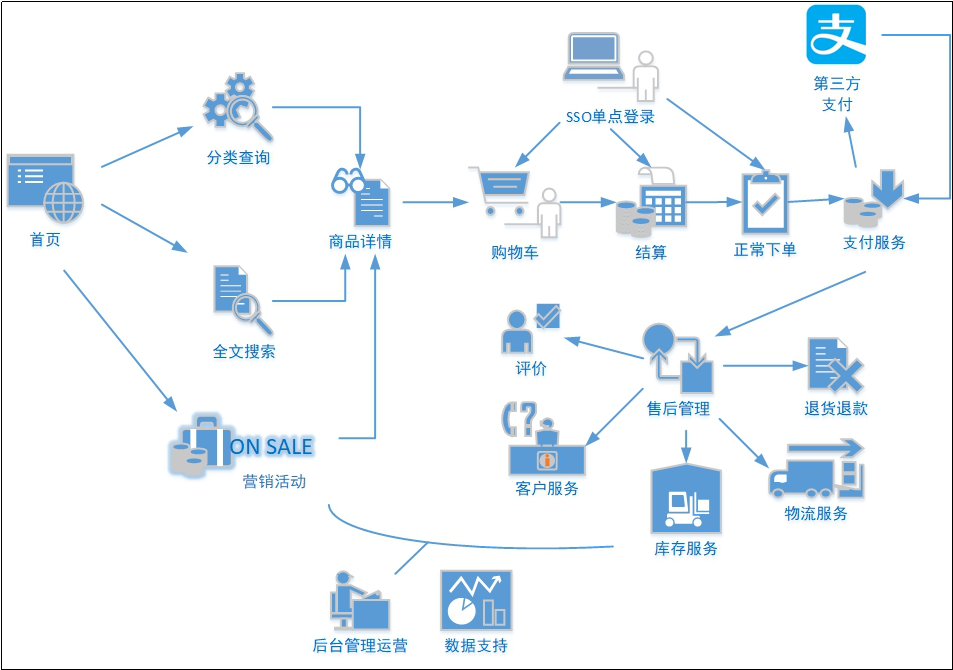 第三方
支付
SSO单点登录
分类查询
首页
商品详情
购物车
结算
正常下单
支付服务
全文搜索
评价
售后管理
退货退款
ON SALE
营销活动
客户服务
物流服务
库存服务
后台管理运营
数据支持